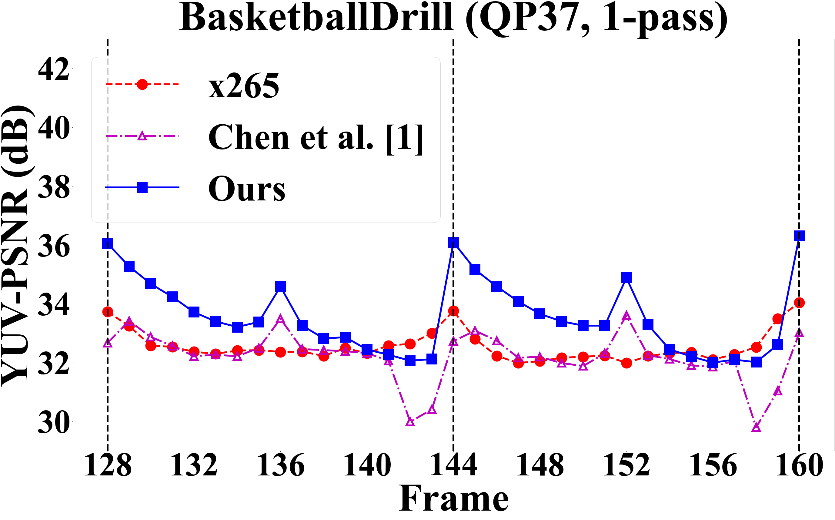 BasketballDrill (QP37, 1-pass)
YUV-PSNR (dB)
42
40
38
36
34
32
30
x265
Chen et al. [1]
Ours
128 132 136 140 144 148 152 156 160
Frame